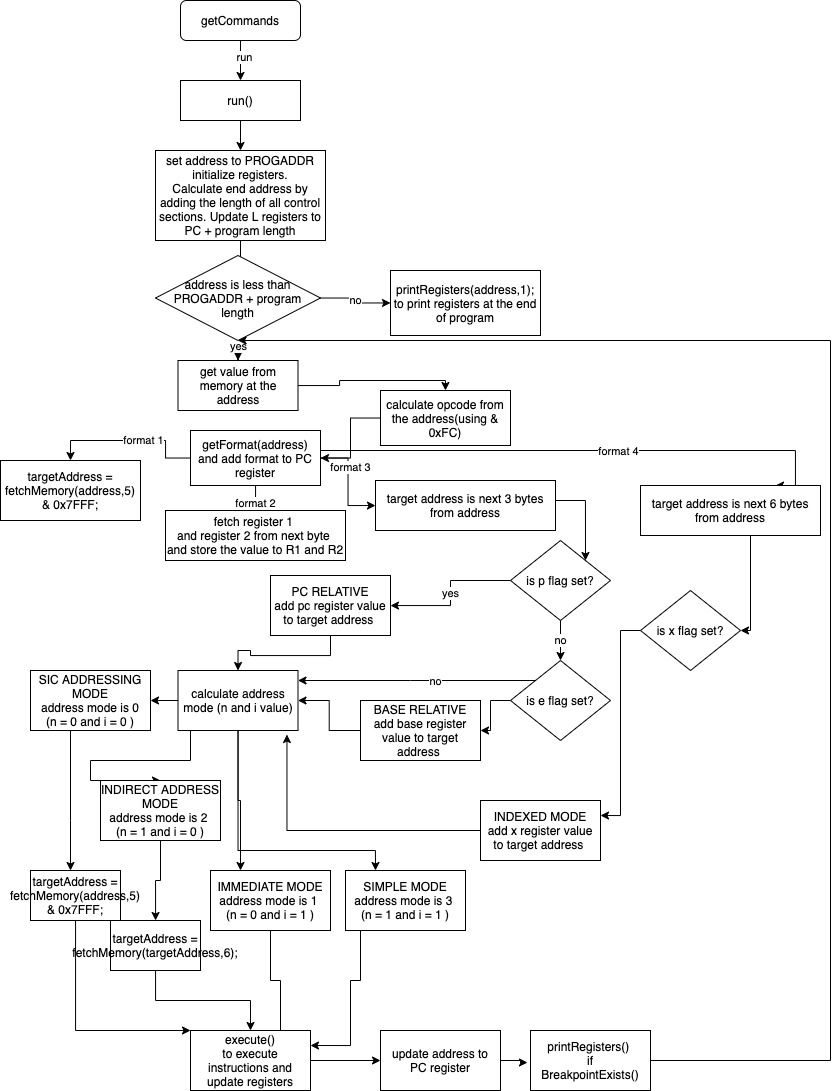 getCommands
run
run()
set address to PROGADDR
initialize registers.
Calculate end address by
adding the length of all control
sections. Update L registers to
PC + program length
address is less than
PROGADDR + program
length
no
printRegisters(address,1);
to print registers at the end
of program
yes
get value from
memory at the
address
calculate opcode from
the address(using &
0xFC)
getFormat(address)
and add format to PC
register
format 1
format 4
format 3
targetAddress =
fetchMemory(address,5)
& 0x7FFF;
format 2
fetch register 1
and register 2 from next byte
and store the value to R1 and R2
target address is next 3 bytes
from address
target address is next 6 bytes
from address
is p flag set?
yes
PC RELATIVE
add pc register value
to target address
is x flag set?
no
SIC ADDRESSING
MODE
address mode is 0
(n = 0 and i = 0 )
calculate address
mode (n and i value)
no
is e flag set?
BASE RELATIVE
add base register
value to target
address
INDIRECT ADDRESS
MODE
address mode is 2
(n = 1 and i = 0 )
INDEXED MODE
add x register value
to target address
targetAddress =
fetchMemory(address,5)
& 0x7FFF;
IMMEDIATE MODE
address mode is 1
(n = 0 and i = 1 )
SIMPLE MODE
address mode is 3
(n = 1 and i = 1 )
targetAddress =
fetchMemory(targetAddress,6);
execute()
to execute
instructions and
update registers
update address to
PC register
printRegisters()
if
BreakpointExists()